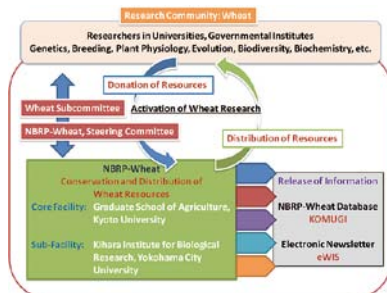 Research Community: Wheat
Researchers in Universities, Governmental Institutes
Genetics, Breeding, Plant Physiology, Evolution, Biodiversity, Biochemistry, etc.
Donation of Resources
Wheat Subcommittee
Activation of Wheat Research
NBRP-Wheat, Steering Committee
Distribution of Resources
NBRP-Wheat
Conservation and Distribution of
Wheat Resources
Core Facility: Graduate School of Agriculture,
Kyoto University
Sub-Facility: Kihara Institute for Biological
Research, Yokohama City
University
Release of Information
NBRP-Wheat Database
KOMUGI
Electronic Newsletter
eWIS